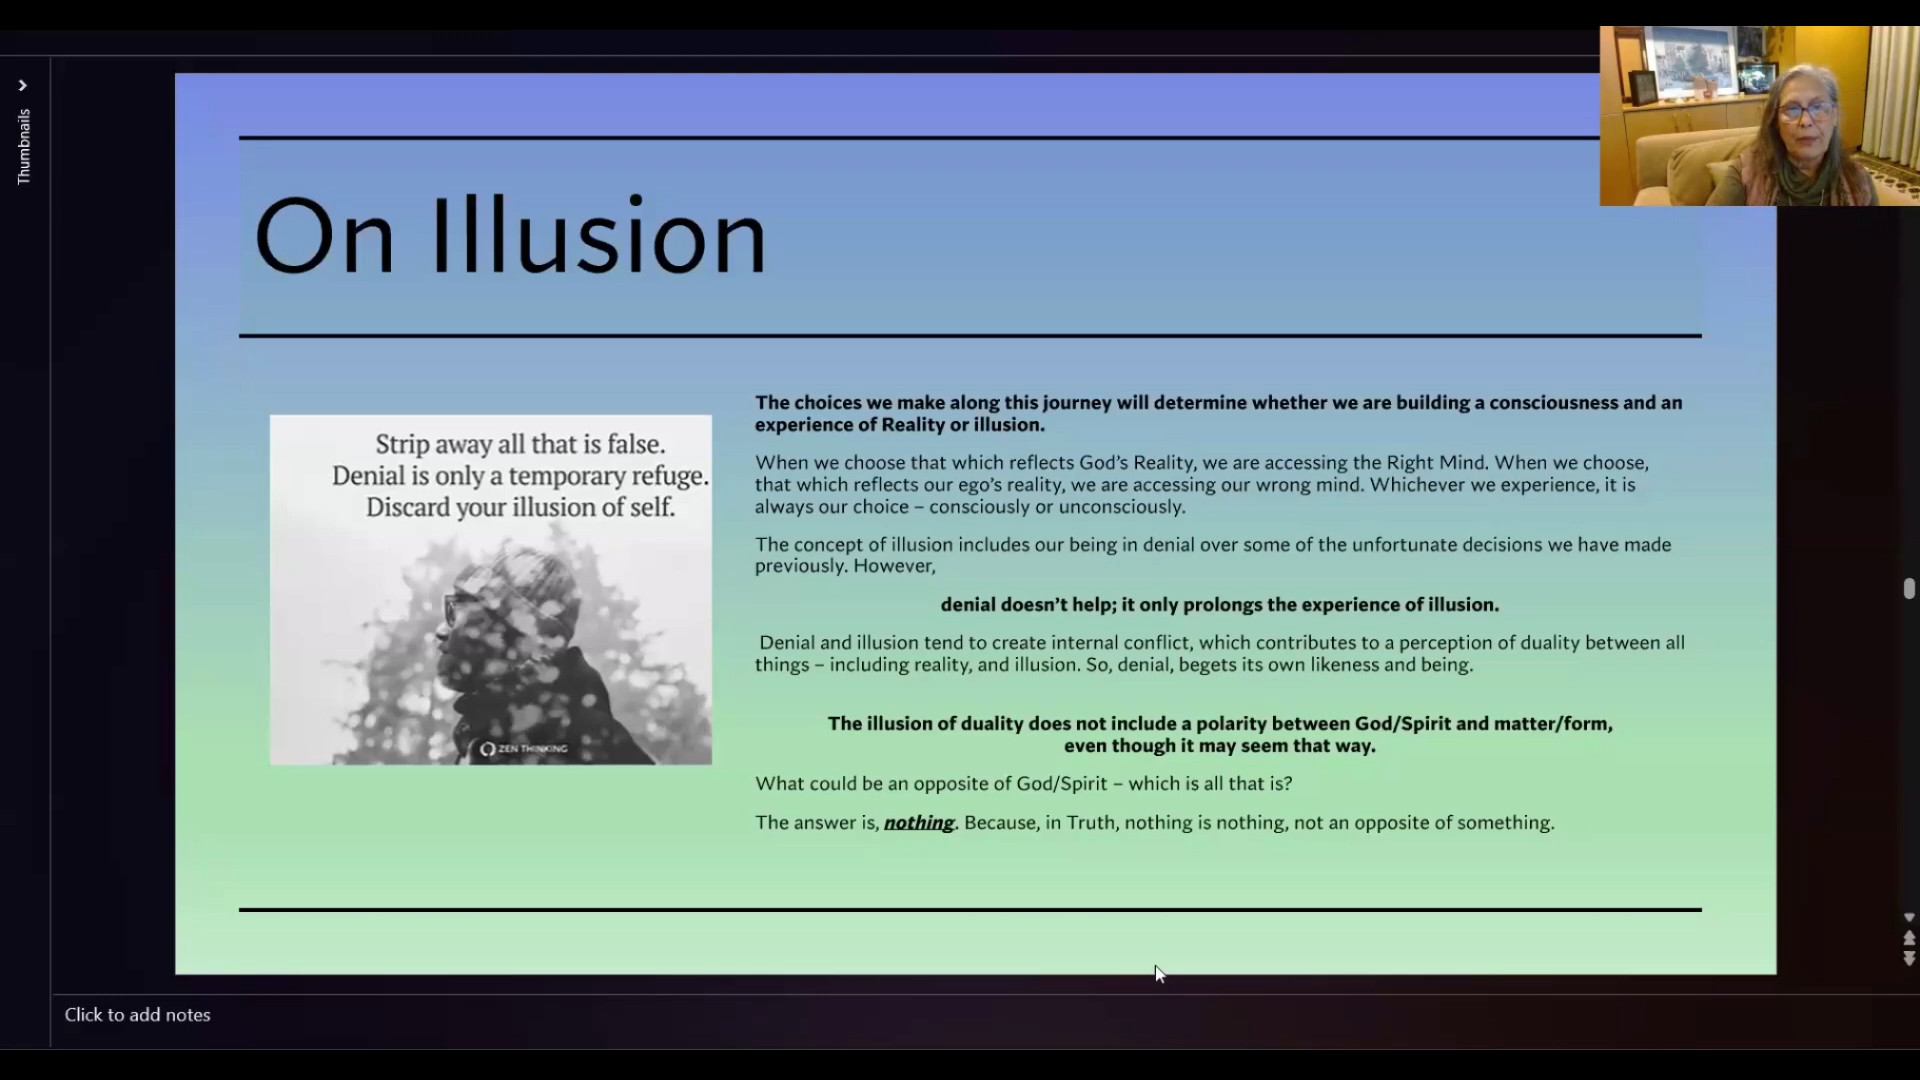 Thumbnails
On Illusion
Strip away all that is false.
Denial is only a temporary refuge.
Discard your illusion of self.
ZEN THINKING
The choices we make along this journey will determine whether we are building a consciousness and an
experience of Reality or illusion.
When we choose that which reflects God’s Reality, we are accessing the Right Mind. When we choose,
that which reflects our ego’s reality, we are accessing our wrong mind. Whichever we experience, it is
always our choice – consciously or unconsciously.
The concept of illusion includes our being in denial over some of the unfortunate decisions we have made
previously. However,
denial doesn’t help; it only prolongs the experience of illusion.
Denial and illusion tend to create internal conflict, which contributes to a perception of duality between all
things – including reality, and illusion. So, denial, begets its own likeness and being.
The illusion of duality does not include a polarity between God/Spirit and matter/form,
even though it may seem that way.
What could be an opposite of God/Spirit – which is all that is?
The answer is, nothing. Because, in Truth, nothing is nothing, not an opposite of something.
Click to add notes